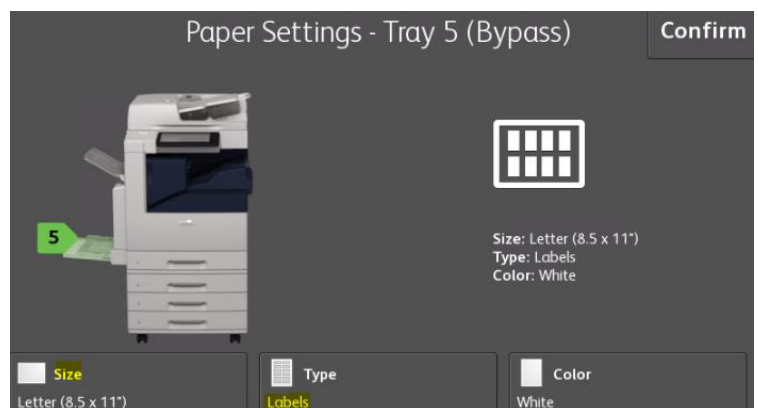 Paper Settings - Tray 5 (Bypass)
Confirm
5
Size: Letter (8.5 x 11")
Type: Labels
Color: White
Size
Letter (8.5 x 11")
Type
Labels
Color
White